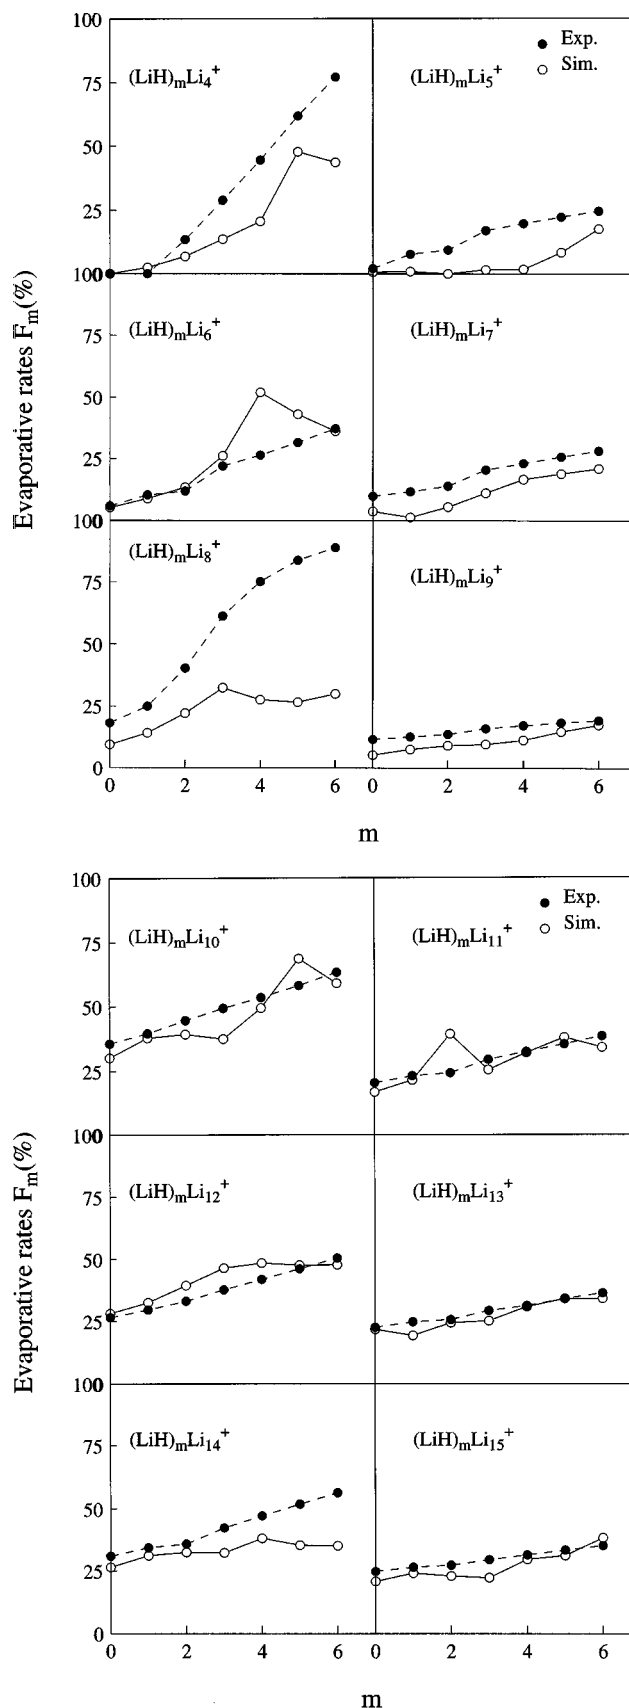 100
(LiH)mLi4+
(LiH)mLi5+
Exp.
Sim.
75
50
25
0
100
(LiH)mLi6+
(LiH)mLi7+
75
50
25
0
100
(LiH)mLi8+
(LiH)mLi9+
75
50
25
0
Evaporative rates Fm(%)
0 2 4 6 0 2 4 6
m
100
(LiH)mLi10+
(LiH)mLi11+
Exp.
Sim.
75
50
25
0
100
(LiH)mLi12+
(LiH)mLi13+
75
50
25
0
100
(LiH)mLi14+
(LiH)mLi15+
75
50
25
0
Evaporative rates Fm(%)
0 2 4 6 0 2 4 6
m